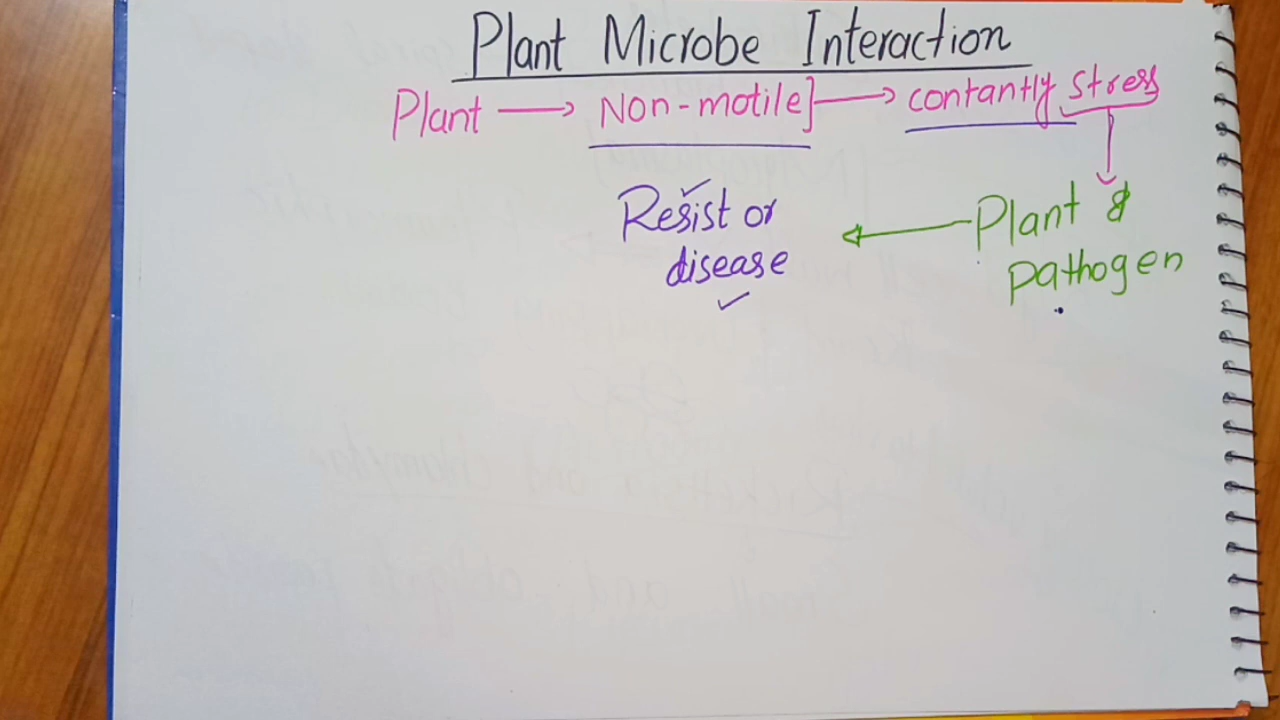 Plant Microbe Interaction
Plant → Non-motile] → contantly stress
Resist or
disease
Plant &
pathogen